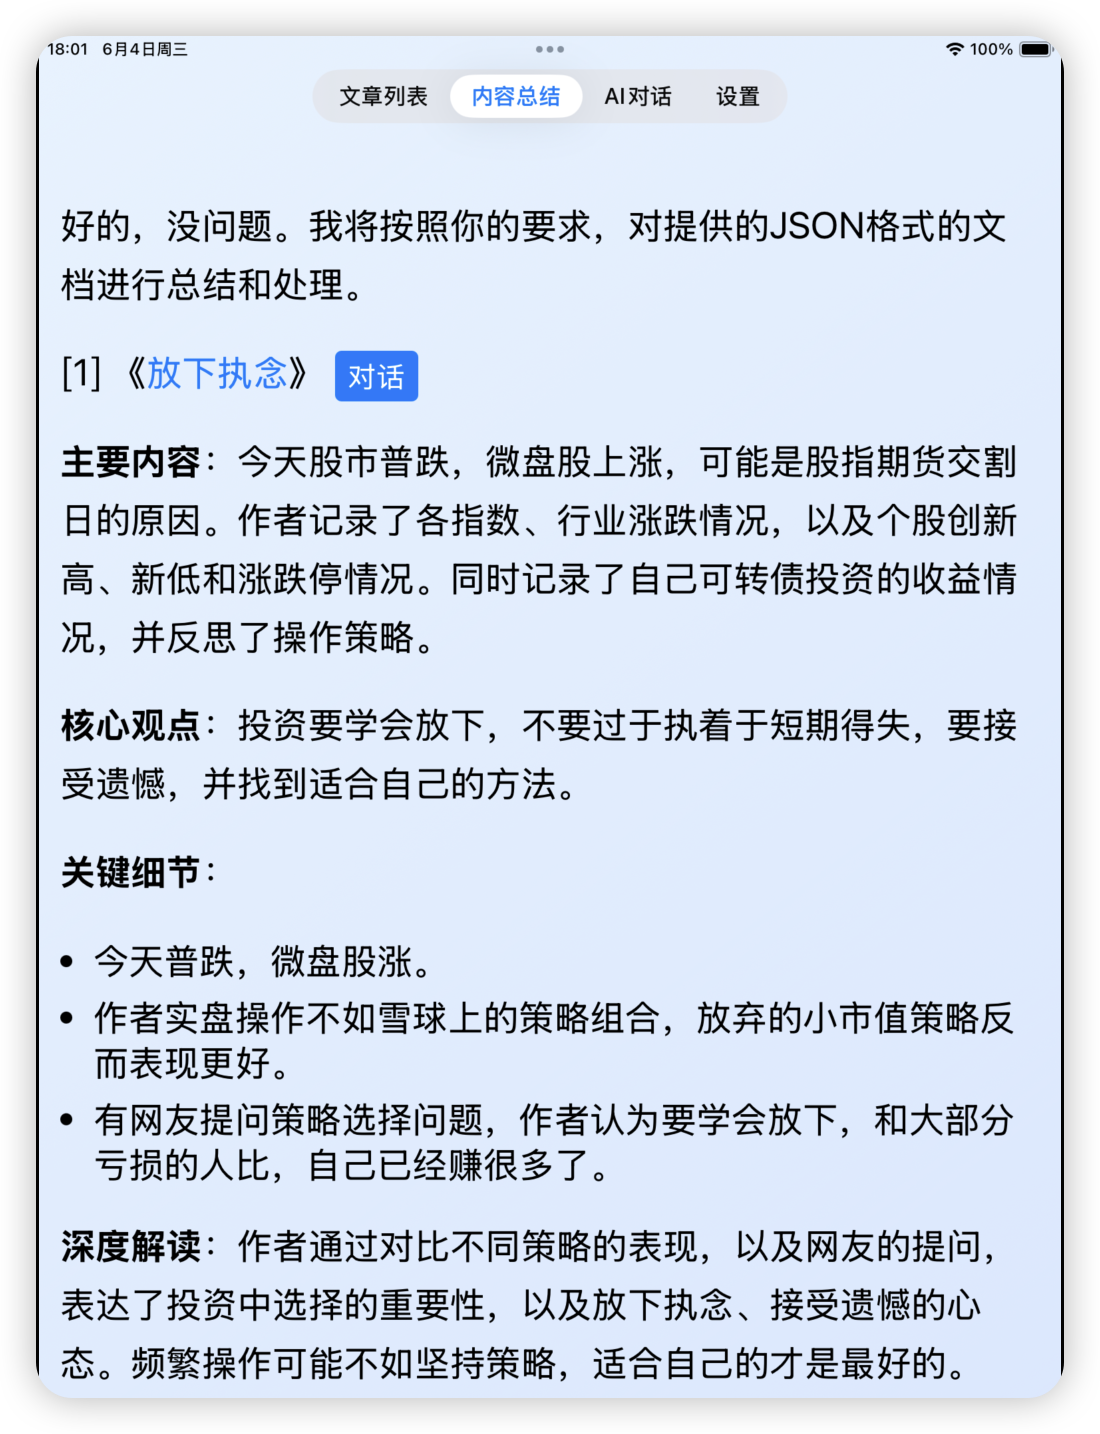 18:01 6月4日周三
100%
文章列表 内容总结 AI对话 设置
好的，没问题。我将按照你的要求，对提供的JSON格式的文
档进行总结和处理。
[1] 《放下执念》 对话
主要内容：今天股市普跌，微盘股上涨，可能是股指期货交割
日的原因。作者记录了各指数、行业涨跌情况，以及个股创新
高、新低和涨跌停情况。同时记录了自己可转债投资的收益情
况，并反思了操作策略。
核心观点：投资要学会放下，不要过于执着于短期得失，要接
受遗憾，并找到适合自己的方法。
关键细节：
• 今天普跌，微盘股涨。
• 作者实盘操作不如雪球上的策略组合，放弃的小市值策略反
而表现更好。
• 有网友提问策略选择问题，作者认为要学会放下，和大部分
亏损的人比，自己已经赚很多了。
深度解读：作者通过对比不同策略的表现，以及网友的提问，
表达了投资中选择的重要性，以及放下执念、接受遗憾的心
态。频繁操作可能不如坚持策略，适合自己的才是最好的。